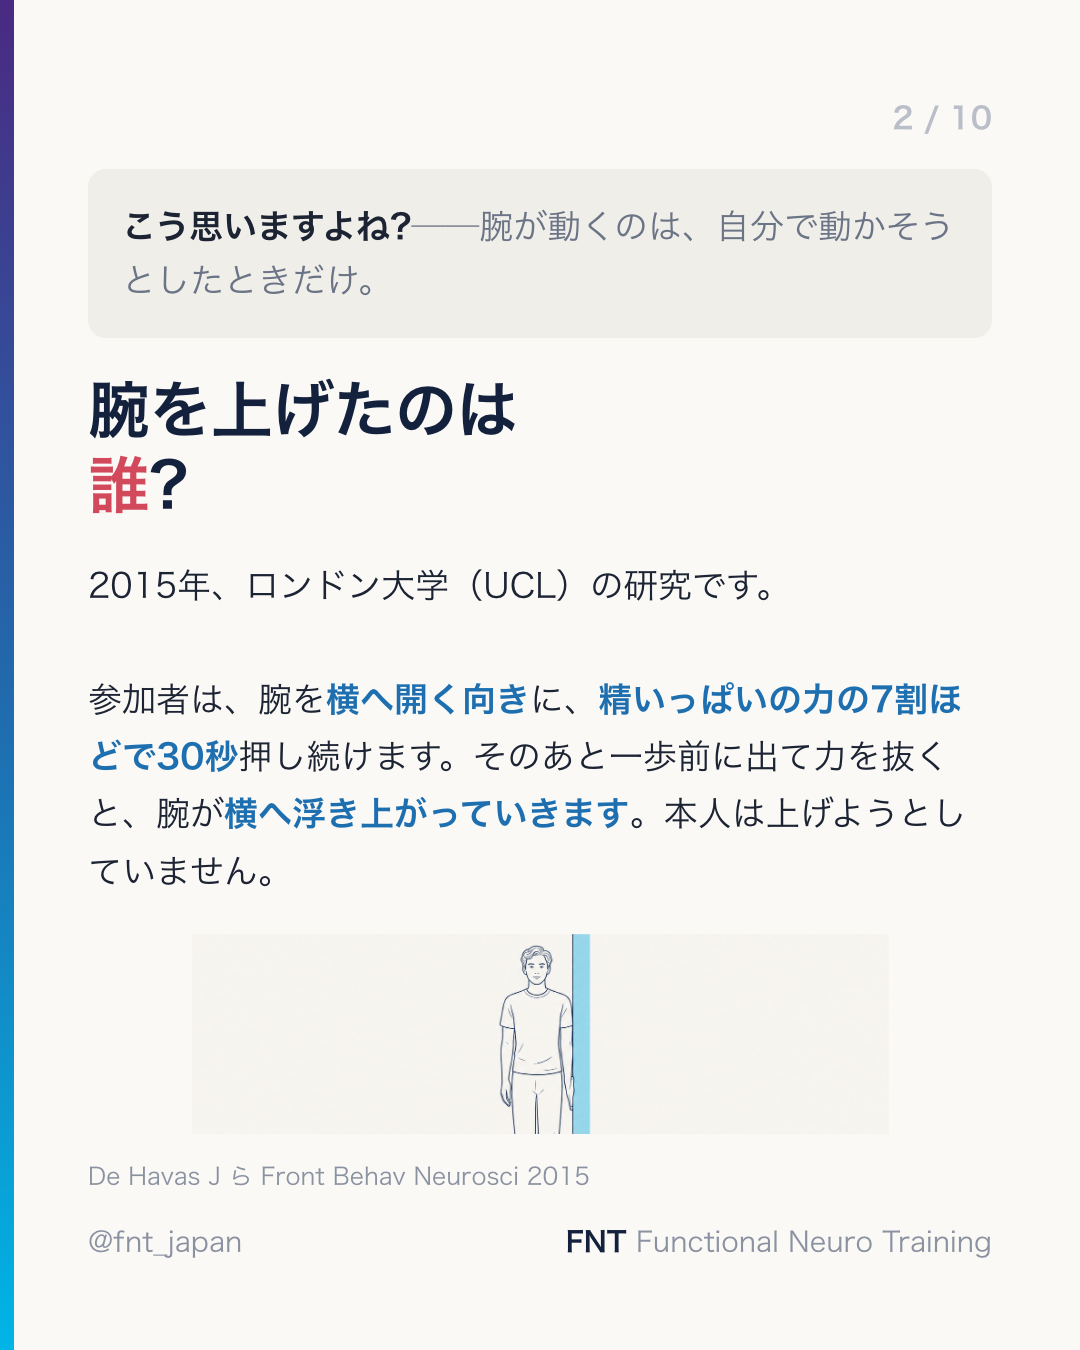 2 / 10
こう思いますよね?──腕が動くのは、自分で動かそう
としたときだけ。
腕を上げたのは
誰?
2015年、ロンドン大学（UCL）の研究です。
参加者は、腕を横へ開く向きに、精いっぱいの力の7割ほ
どで30秒押し続けます。そのあと一歩前に出て力を抜く
と、腕が横へ浮き上がっていきます。本人は上げようとし
ていません。
De Havas J ら Front Behav Neurosci 2015
@fnt_japan
FNT Functional Neuro Training